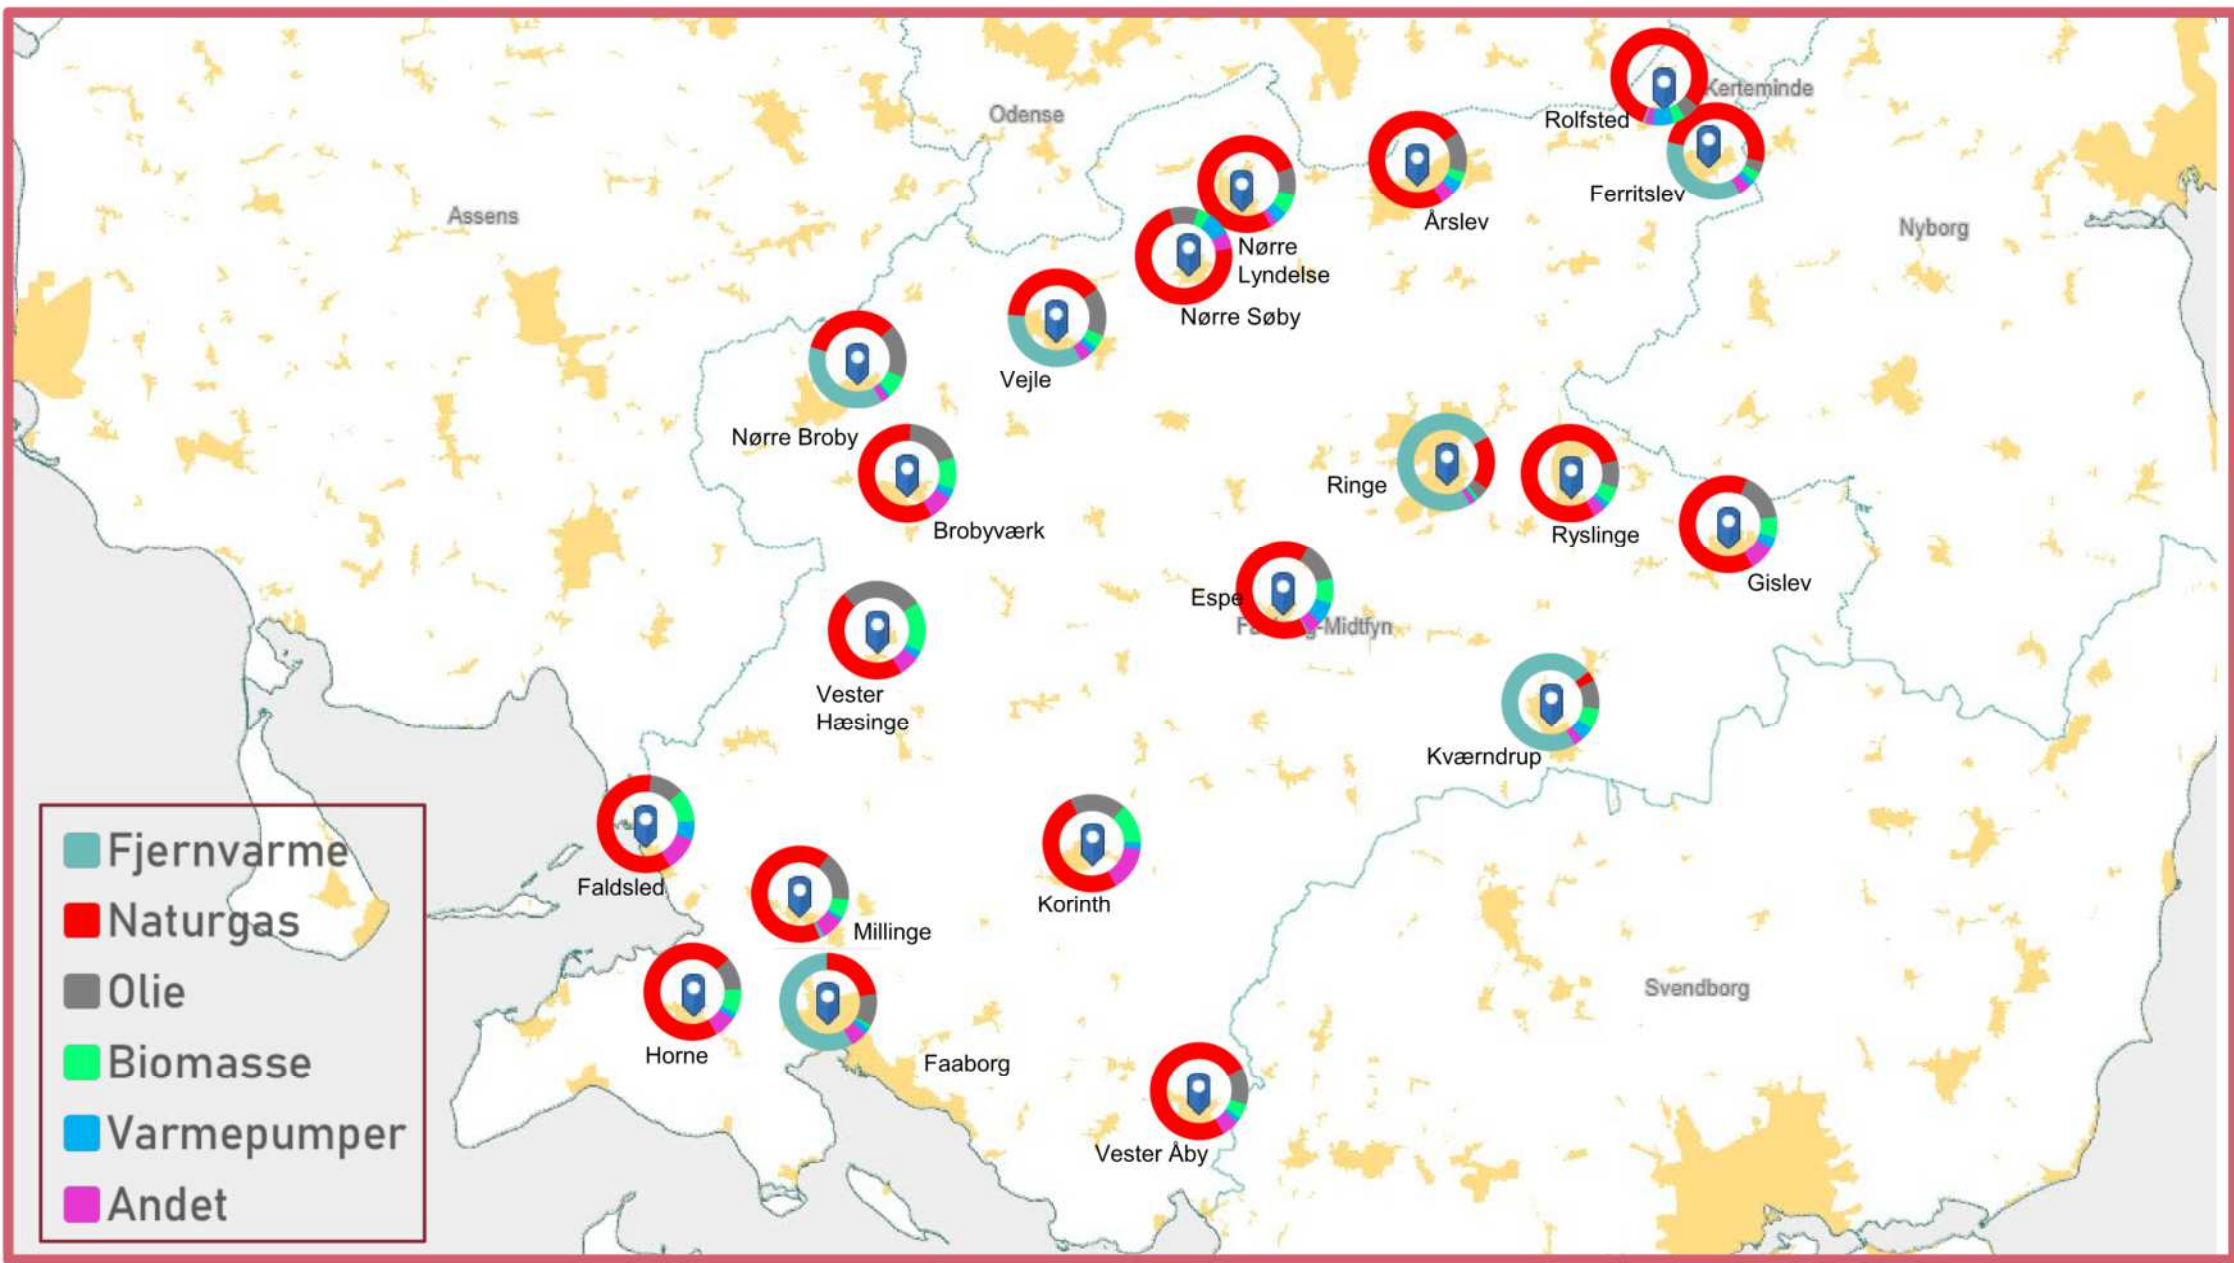 Kerteminde
Odense
Rolfsted
Ferritslev
Assens
Årslev
Nyborg
Nørre
Lyndelse
Nørre Søby
Vejle
Nørre Broby
Ringe
Brobyværk
Ryslinge
Gislev
Espe
Vester
Hæsinge
Kværndrup
Faldsled
Korinth
Millinge
Svendborg
Horne
Faaborg
Vester Åby
Fjernvarme
Naturgas
Olie
Biomasse
Varmepumper
Andet